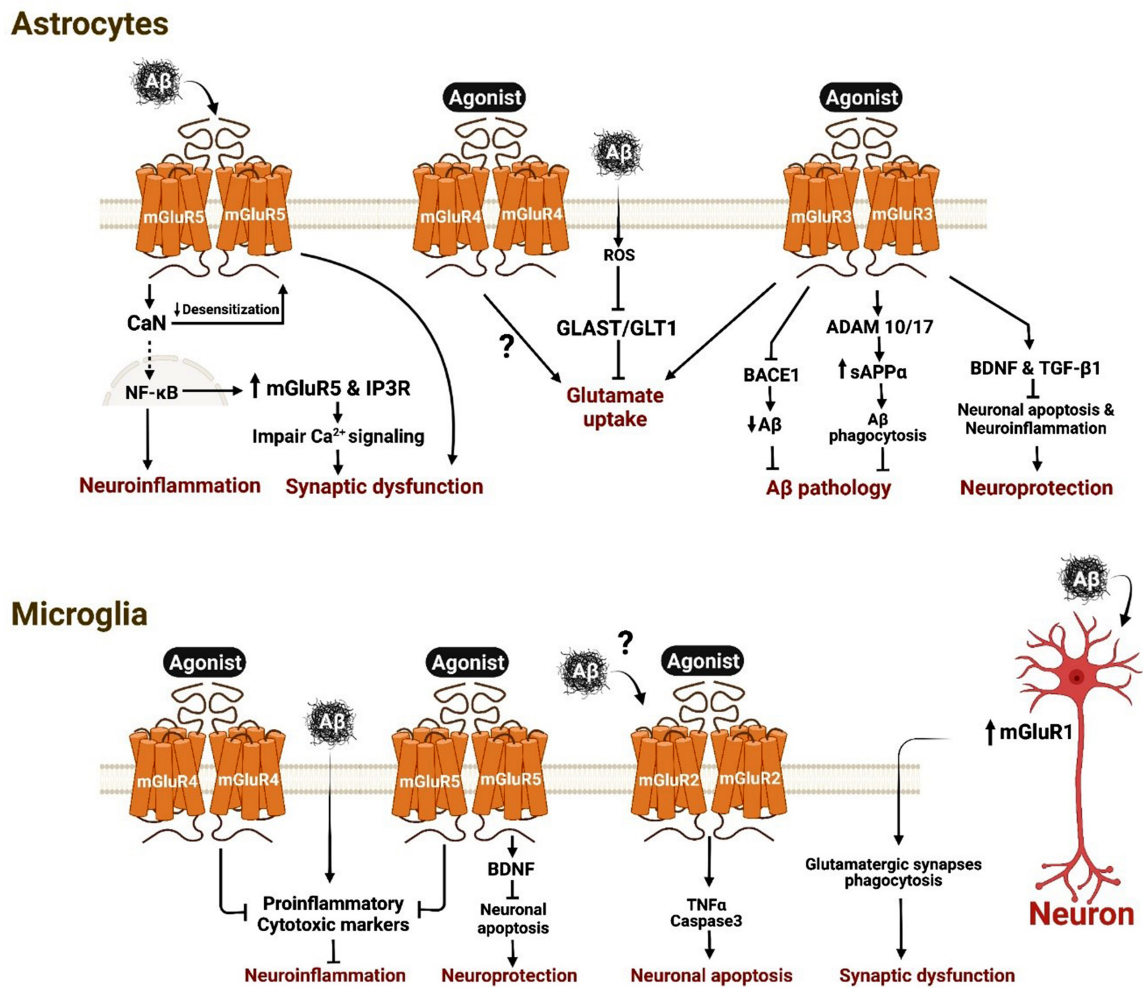 Astrocytes
Aβ
Agonist
Aβ
Agonist
mGluR5
mGluR5
mGluR4
mGluR4
mGluR3
mGluR3
ROS
↓ Desensitization
CaN
GLAST/GLT1
ADAM 10/17
?
NF-κB
↑ mGluR5 & IP3R
BACE1
↑ sAPPα
BDNF & TGF-β1
Glutamate
uptake
Impair Ca²⁺ signaling
↓ Aβ
Aβ
phagocytosis
Neuronal apoptosis &
Neuroinflammation
Neuroinflammation
Synaptic dysfunction
Aβ pathology
Neuroprotection
Microglia
Aβ
Agonist
Aβ
Agonist
Aβ
?
Agonist
↑ mGluR1
mGluR4
mGluR4
mGluR5
mGluR5
mGluR2
mGluR2
BDNF
Glutamatergic synapses
phagocytosis
Proinflammatory
Cytotoxic markers
Neuronal
apoptosis
TNFα
Caspase3
Neuron
Neuroinflammation
Neuroprotection
Neuronal apoptosis
Synaptic dysfunction